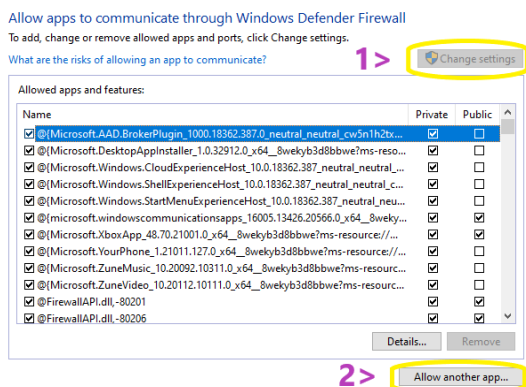 Allow apps to communicate through Windows Defender Firewall
To add, change or remove allowed apps and ports, click Change settings.
What are the risks of allowing an app to communicate?
1>
Change settings
Allowed apps and features:
Name Private Public
@{Microsoft.AAD.BrokerPlugin_1000.18362.387.0_neutral_neutral_cw5n1h2tx...
@{Microsoft.DesktopAppInstaller_1.0.32912.0_x64__8wekyb3d8bbwe?ms-reso...
@{Microsoft.Windows.CloudExperienceHost_10.0.18362.387_neutral_neutral_...
@{Microsoft.Windows.ShellExperienceHost_10.0.18362.387_neutral_neutral_c...
@{Microsoft.Windows.StartMenuExperienceHost_10.0.18362.387_neutral_neut...
@{microsoft.windowscommunicationsapps_16005.13426.20566.0_x64__8weky...
@{Microsoft.XboxApp_48.70.21001.0_x64__8wekyb3d8bbwe?ms-resource://...
@{Microsoft.YourPhone_1.21011.127.0_x64__8wekyb3d8bbwe?ms-resource://...
@{Microsoft.ZuneMusic_10.20092.10311.0_x64__8wekyb3d8bbwe?ms-resourc...
@{Microsoft.ZuneVideo_10.20112.10111.0_x64__8wekyb3d8bbwe?ms-resourc...
@FirewallAPI.dll,-80201
@FirewallAPI.dll,-80206
Details... Remove
2>
Allow another app...